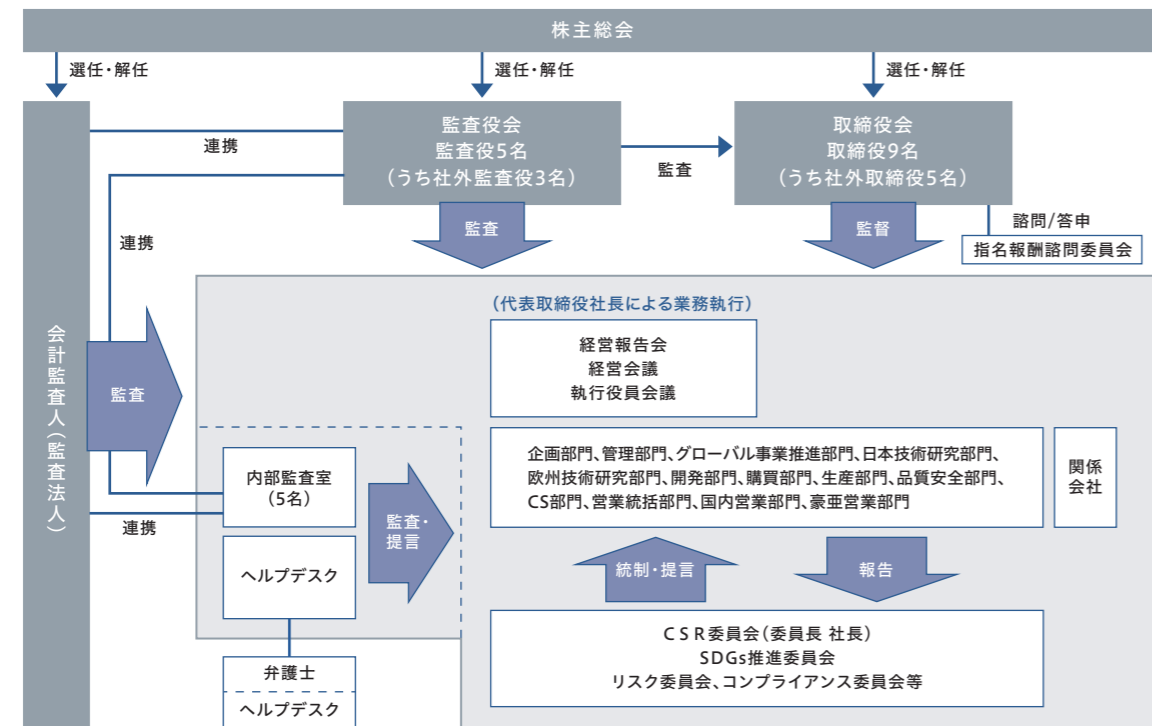 株主総会
選任・解任
選任・解任
選任・解任
監査役会
監査役5名
(うち社外監査役3名)
取締役会
取締役9名
(うち社外取締役5名)
連携
監査
連携
監査
監督
諮問/答申
指名報酬諮問委員会
会計監査人(監査法人)
監査
(代表取締役社長による業務執行)
経営報告会
経営会議
執行役員会議
企画部門、管理部門、グローバル事業推進部門、日本技術研究部門、
欧州技術研究部門、開発部門、購買部門、生産部門、品質安全部門、
CS部門、営業統括部門、国内営業部門、豪亜営業部門
関係
会社
内部監査室
(5名)
連携
監査・
提言
ヘルプデスク
統制・提言
報告
CSR委員会(委員長 社長)
SDGs推進委員会
リスク委員会、コンプライアンス委員会等
弁護士
ヘルプデスク